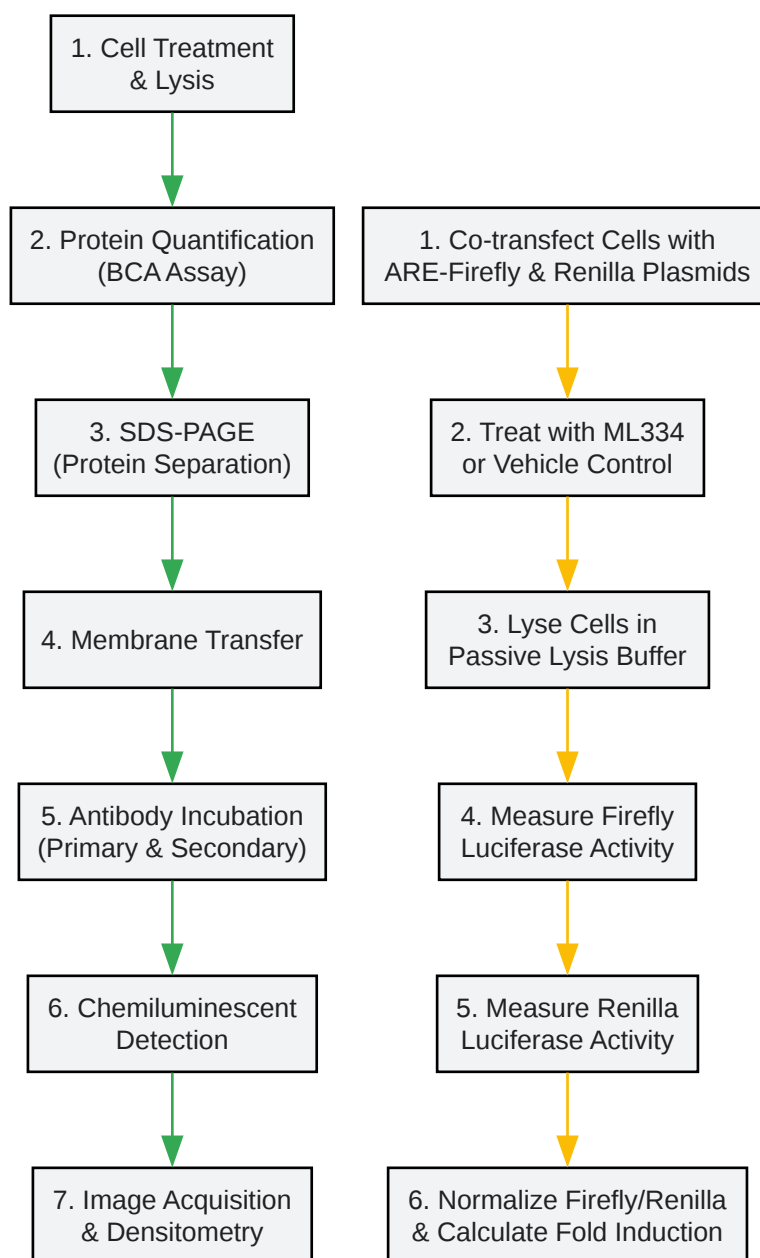 1. Cell Treatment
& Lysis
2. Protein Quantification
(BCA Assay)
3. SDS-PAGE
(Protein Separation)
4. Membrane Transfer
5. Antibody Incubation
(Primary & Secondary)
6. Chemiluminescent
Detection
7. Image Acquisition
& Densitometry
1. Co-transfect Cells with
ARE-Firefly & Renilla Plasmids
2. Treat with ML334
or Vehicle Control
3. Lyse Cells in
Passive Lysis Buffer
4. Measure Firefly
Luciferase Activity
5. Measure Renilla
Luciferase Activity
6. Normalize Firefly/Renilla
& Calculate Fold Induction